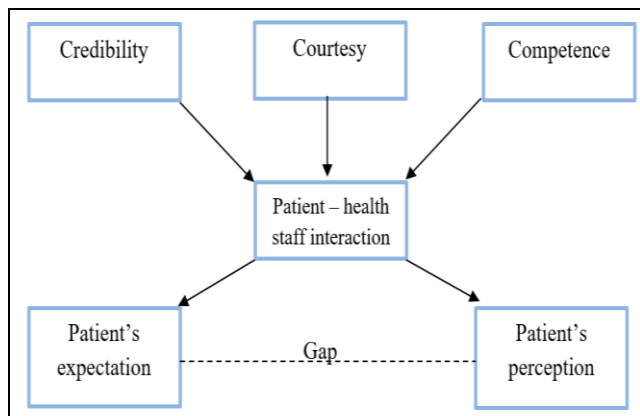 Credibility
Courtesy
Competence
Patient – health
staff interaction
Patient’s
expectation
Gap
Patient’s
perception